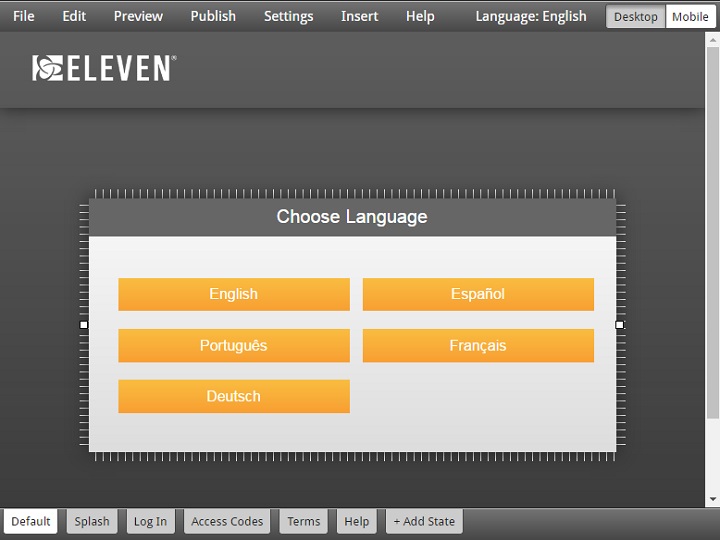 File Edit Preview Publish Settings Insert Help Language: English Desktop Mobile
ELEVEN®
Choose Language
English Español
Português Français
Deutsch
Default Splash Log In Access Codes Terms Help + Add State